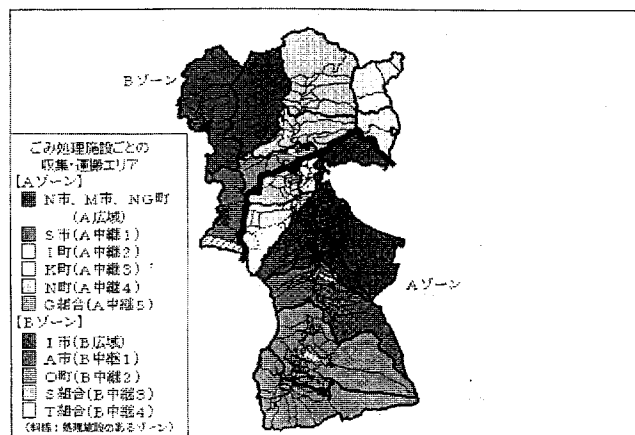 Bゾーン
Aゾーン
ごみ処理施設ごとの
収集・運搬エリア
【Aゾーン】
N市、M市、NG町
(A広域)
S市(A中継1)
I町(A中継2)
K町(A中継3)
N町(A中継4)
G組合(A中継5)
【Bゾーン】
I市(B広域)
A市(B中継1)
O町(B中継2)
S組合(B中継3)
T組合(B中継4)
(斜線:処理施設のあるゾーン)